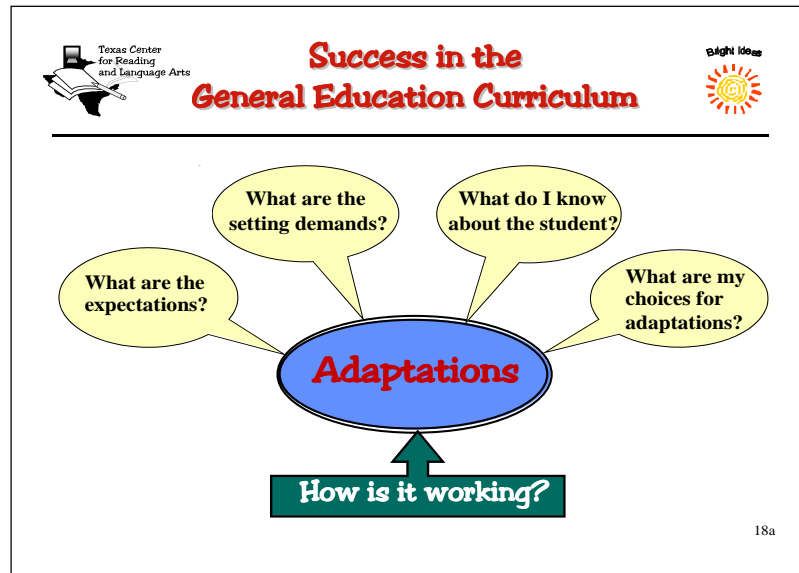 Texas Center
for Reading
and Language Arts
Success in the
General Education Curriculum
Bright Ideas
What are the
setting demands?
What do I know
about the student?
What are the
expectations?
What are my
choices for
adaptations?
Adaptations
How is it working?
18a